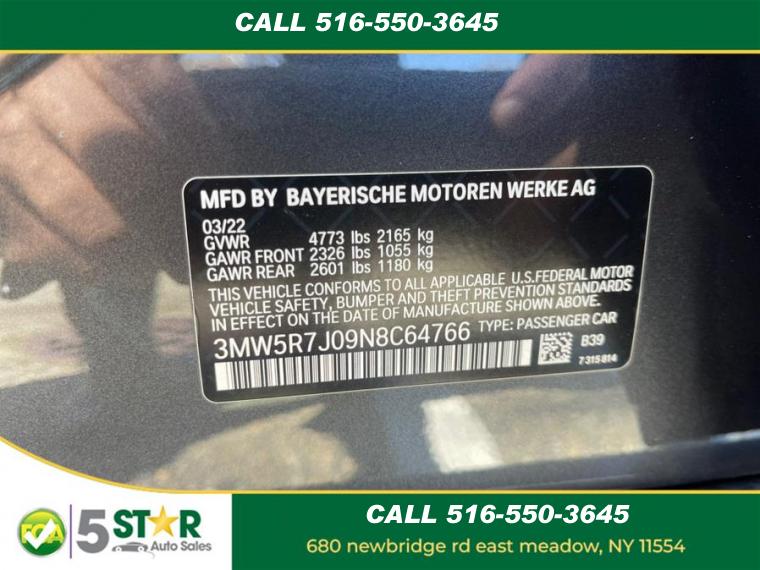 CALL 516-550-3645
MFD BY BAYERISCHE MOTOREN WERKE AG
03/22
GVWR 4773 lbs 2165 kg
GAWR FRONT 2326 lbs 1055 kg
GAWR REAR 2601 lbs 1180 kg
THIS VEHICLE CONFORMS TO ALL APPLICABLE U.S.FEDERAL MOTOR
VEHICLE SAFETY, BUMPER AND THEFT PREVENTION STANDARDS
IN EFFECT ON THE DATE OF MANUFACTURE SHOWN ABOVE.
3MW5R7J09N8C64766 TYPE: PASSENGER CAR
B39
7315814
CALL 516-550-3645
FCA 5 STAR
Auto Sales
680 newbridge rd east meadow, NY 11554